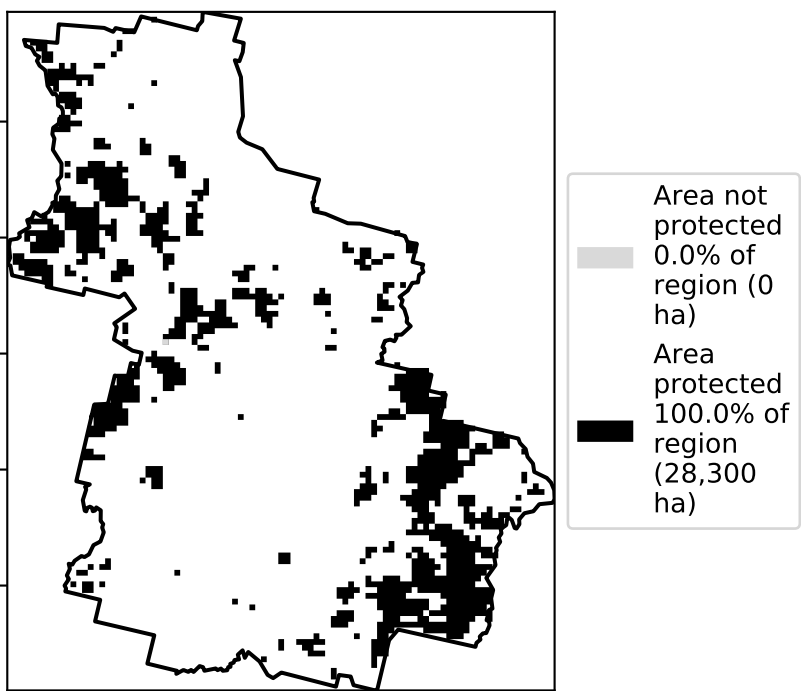 Area not
protected
0.0% of
region (0
ha)
Area
protected
100.0% of
region
(28,300
ha)